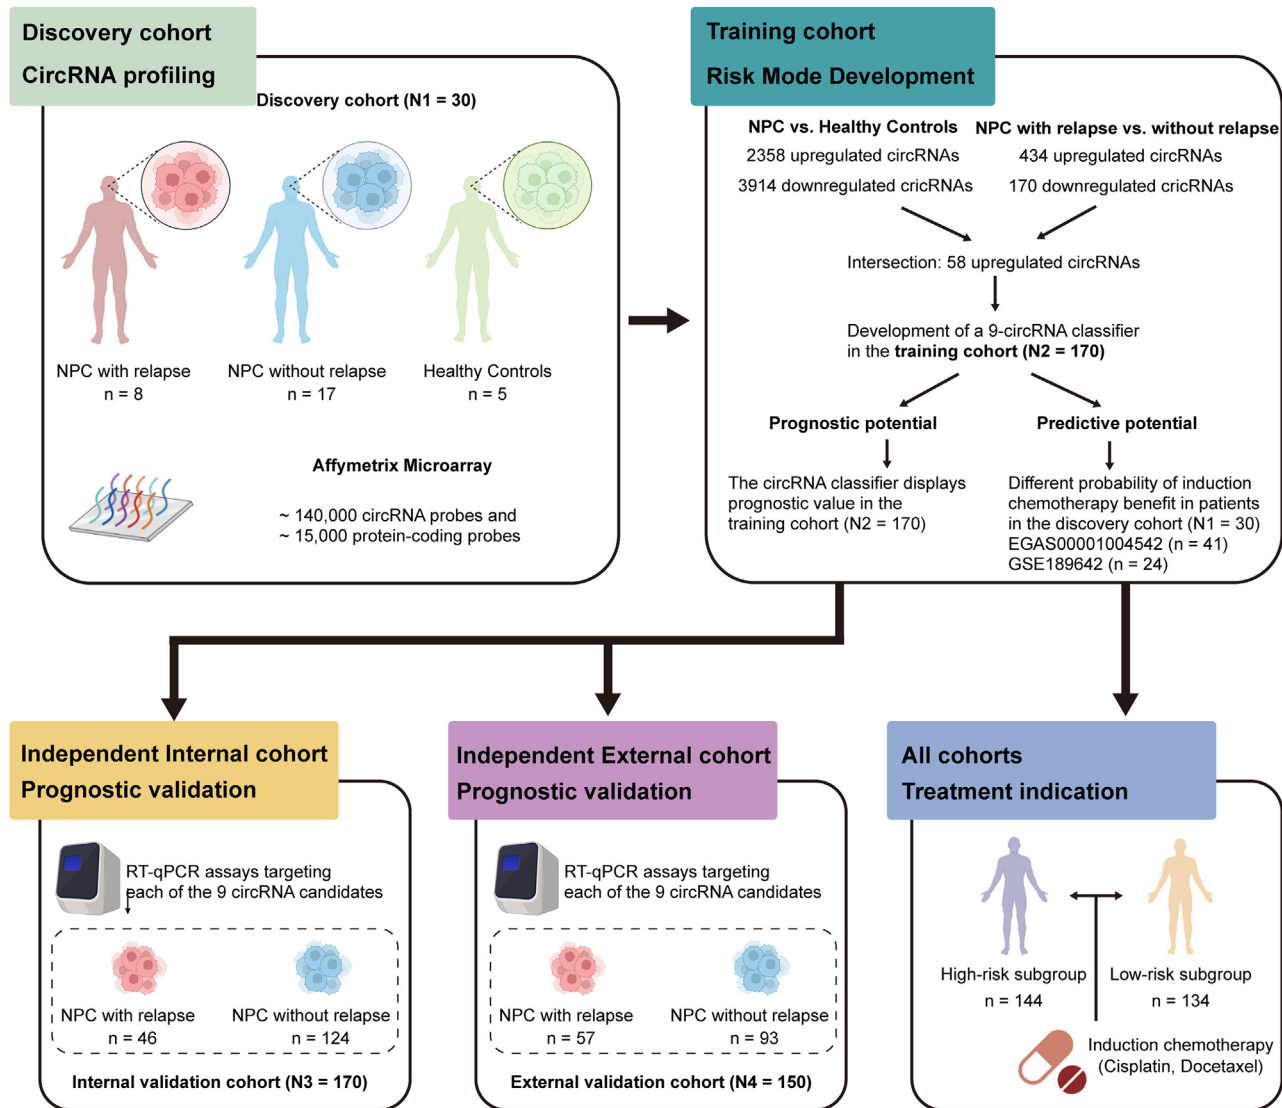 Discovery cohort
CircRNA profiling
Discovery cohort (N1 = 30)
NPC with relapse
n = 8
NPC without relapse
n = 17
Healthy Controls
n = 5
Affymetrix Microarray
~ 140,000 circRNA probes and
~ 15,000 protein-coding probes
Training cohort
Risk Mode Development
NPC vs. Healthy Controls
2358 upregulated circRNAs
3914 downregulated cricRNAs
NPC with relapse vs. without relapse
434 upregulated circRNAs
170 downregulated cricRNAs
Intersection: 58 upregulated circRNAs
Development of a 9-circRNA classifier
in the training cohort (N2 = 170)
Prognostic potential
The circRNA classifier displays
prognostic value in the
training cohort (N2 = 170)
Predictive potential
Different probability of induction
chemotherapy benefit in patients
in the discovery cohort (N1 = 30)
EGAS00001004542 (n = 41)
GSE189642 (n = 24)
Independent Internal cohort
Prognostic validation
RT-qPCR assays targeting
each of the 9 circRNA candidates
NPC with relapse
n = 46
NPC without relapse
n = 124
Internal validation cohort (N3 = 170)
Independent External cohort
Prognostic validation
RT-qPCR assays targeting
each of the 9 circRNA candidates
NPC with relapse
n = 57
NPC without relapse
n = 93
External validation cohort (N4 = 150)
All cohorts
Treatment indication
High-risk subgroup
n = 144
Low-risk subgroup
n = 134
Induction chemotherapy
(Cisplatin, Docetaxel)